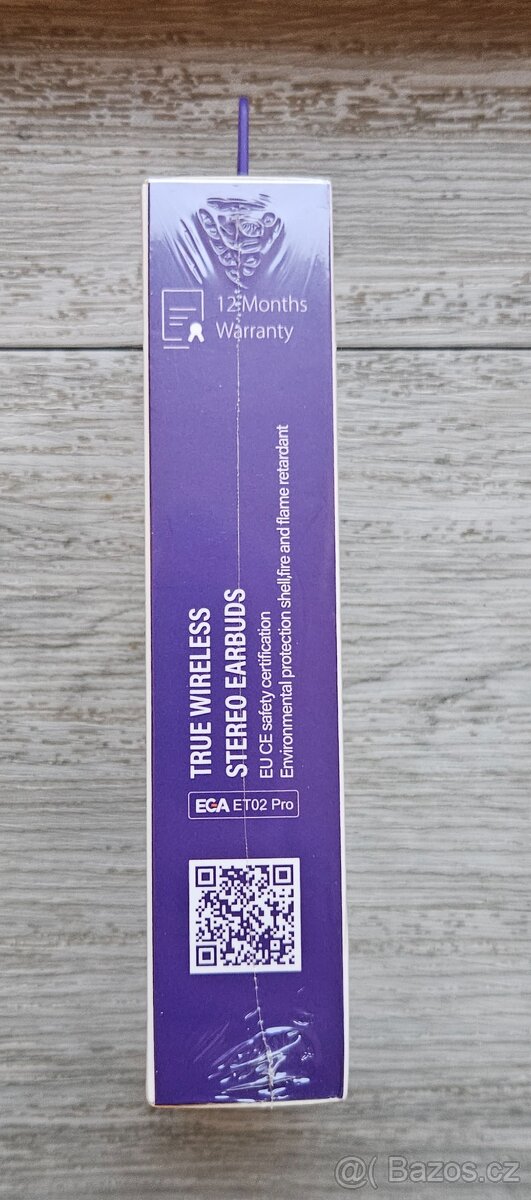 12 Months
Warranty
TRUE WIRELESS
STEREO EARBUDS
EU CE safety certification
Environmental protection shell,fire and flame retardant
EGA ET02 Pro
@( Bazos.cz